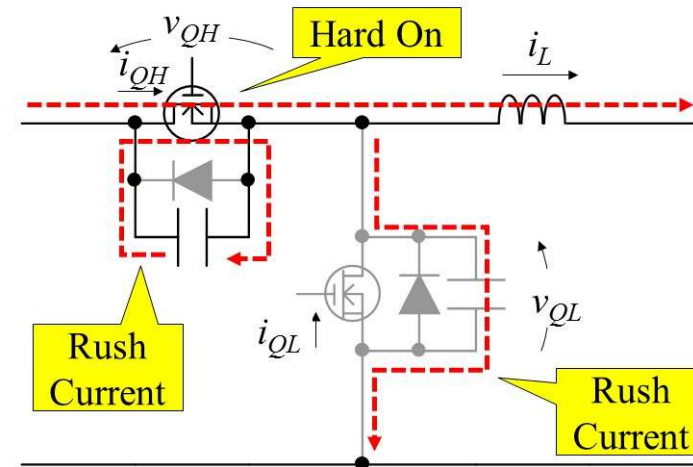 v_QH
Hard On
i_QH
i_L
Rush
Current
i_QL
v_QL
Rush
Current